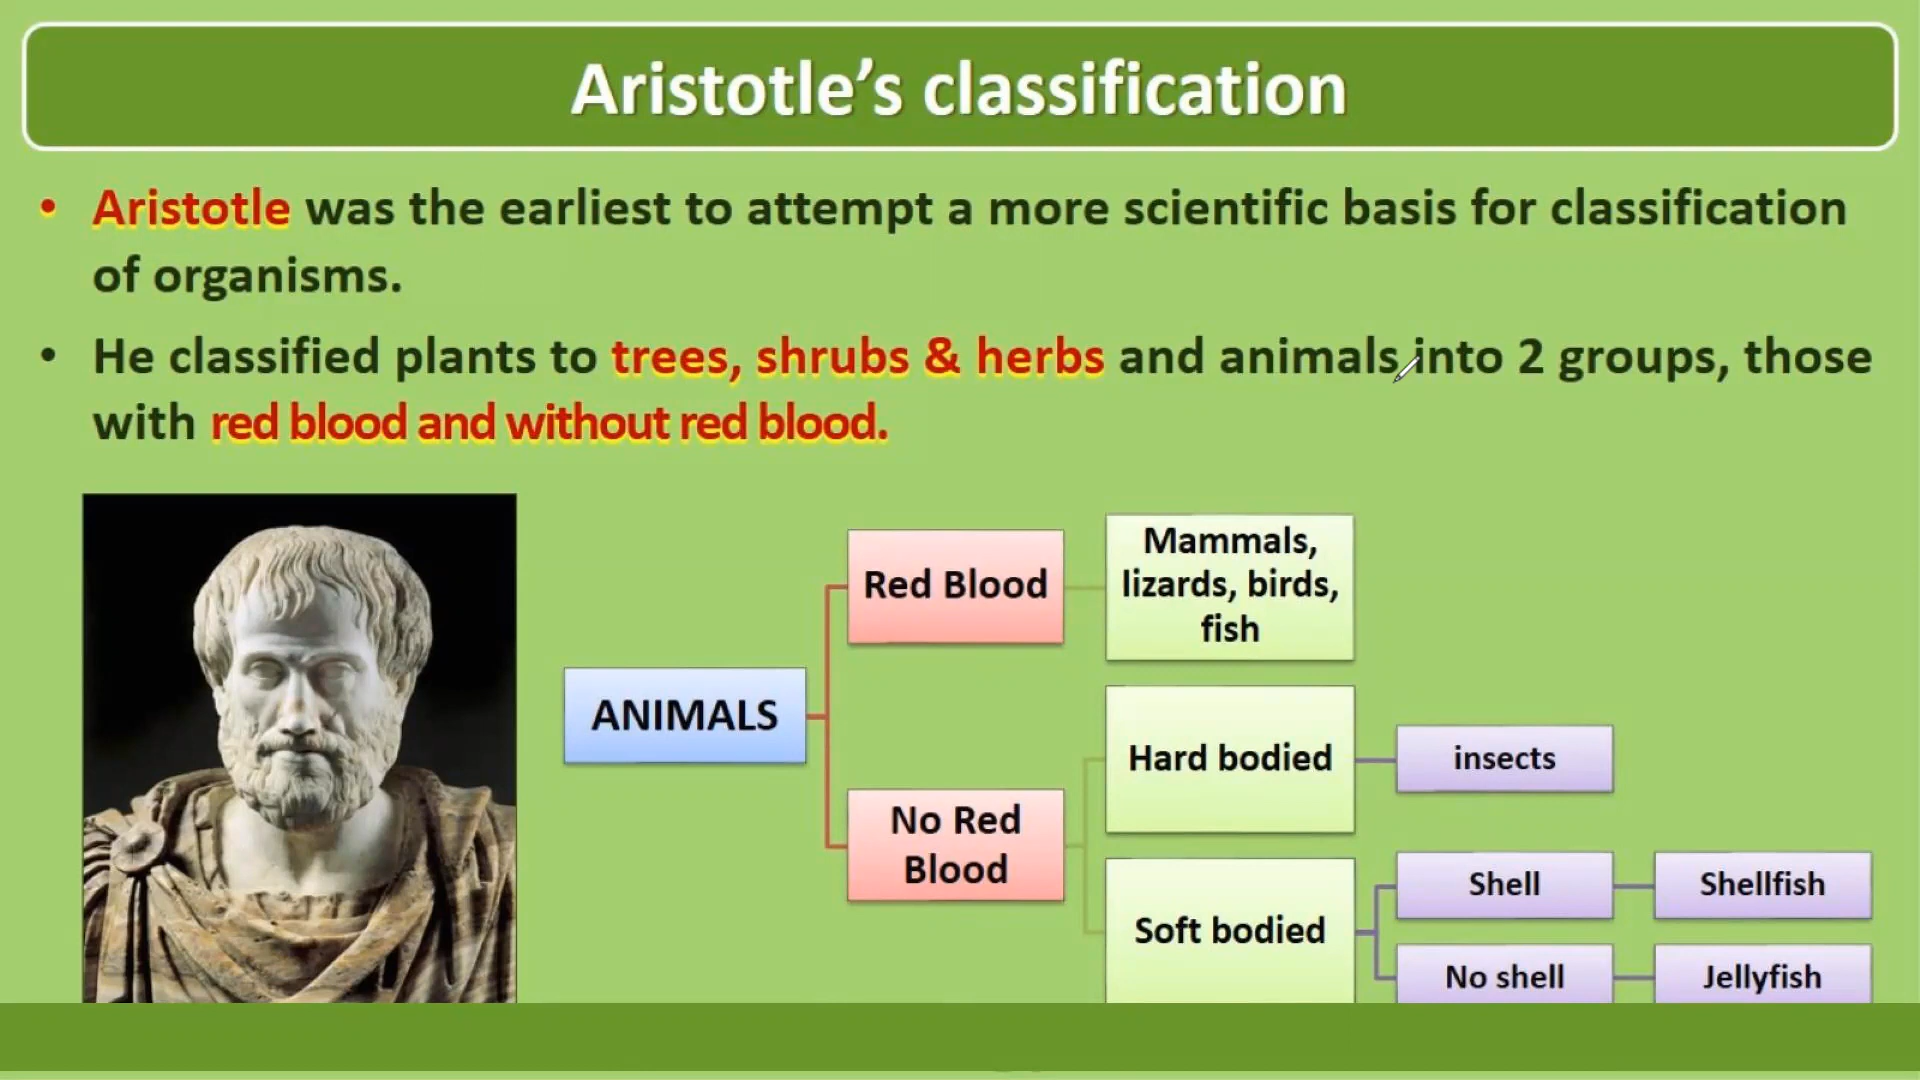 Aristotle’s classification
• Aristotle was the earliest to attempt a more scientific basis for classification
of organisms.
• He classified plants to trees, shrubs & herbs and animals into 2 groups, those
with red blood and without red blood.
ANIMALS
Red Blood
Mammals,
lizards, birds,
fish
No Red
Blood
Hard bodied
insects
Soft bodied
Shell
Shellfish
No shell
Jellyfish